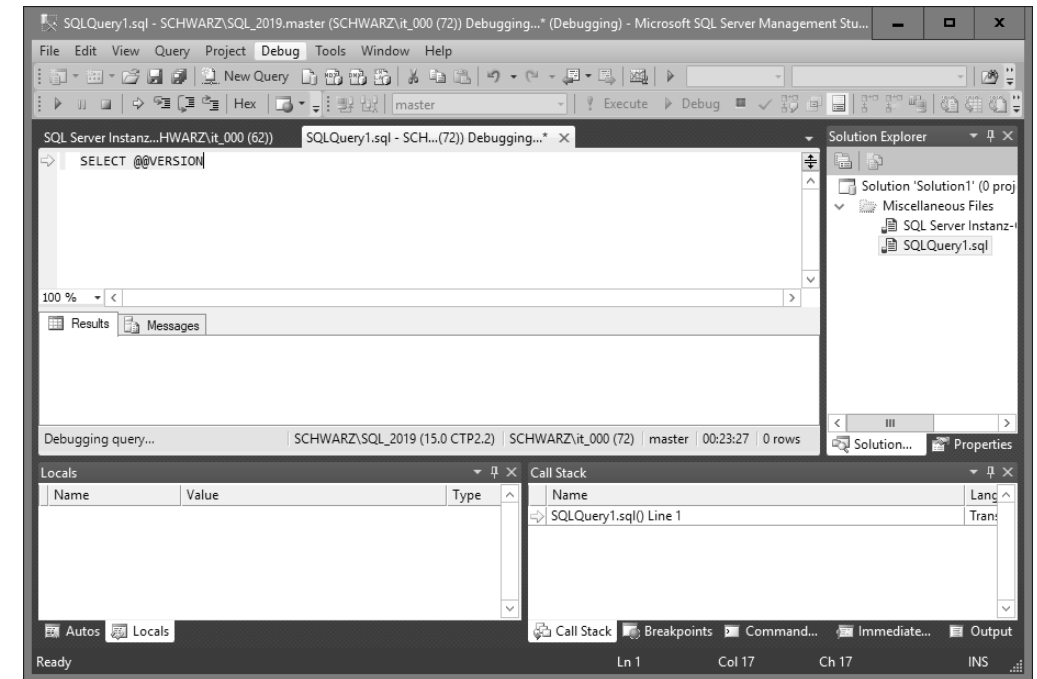 SQLQuery1.sql - SCHWARZ\SQL_2019.master (SCHWARZ\it_000 (72)) Debugging...* (Debugging) - Microsoft SQL Server Management Stu...
File Edit View Query Project Debug Tools Window Help
New Query
Hex master Execute Debug
SQL Server Instanz...HWARZ\it_000 (62)) SQLQuery1.sql - SCH...(72)) Debugging...* Solution Explorer
SELECT @@VERSION
Solution 'Solution1' (0 proj
Miscellaneous Files
SQL Server Instanz-
SQLQuery1.sql
100 %
Results Messages
Debugging query... SCHWARZ\SQL_2019 (15.0 CTP2.2) SCHWARZ\it_000 (72) master 00:23:27 0 rows
Solution... Properties
Locals Call Stack
Name Value Type Name Lang
SQLQuery1.sql() Line 1 Trans
Autos Locals Call Stack Breakpoints Command... Immediate... Output
Ready Ln 1 Col 17 Ch 17 INS